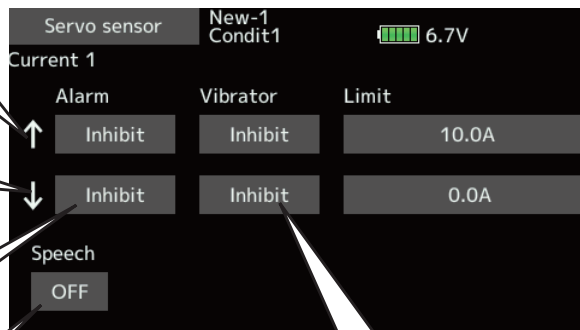 Servo sensor
New-1
Condit1
6.7V
Current 1
Alarm Vibrator Limit
↑ Inhibit Inhibit 10.0A
↓ Inhibit Inhibit 0.0A
Speech
OFF